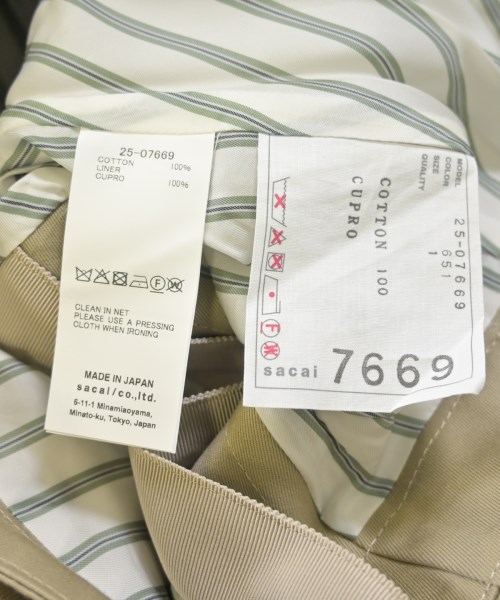 25-07669
COTTON 100%
LINER
CUPRO 100%
CLEAN IN NET
PLEASE USE A PRESSING
CLOTH WHEN IRONING
MADE IN JAPAN
sacai/co.,ltd.
6-11-1 Minamiaoyama,
Minato-ku, Tokyo, Japan
MODEL 25-07669
COLOR 651
SIZE 1
QUALITY
COTTON 100
CUPRO
sacai 7669